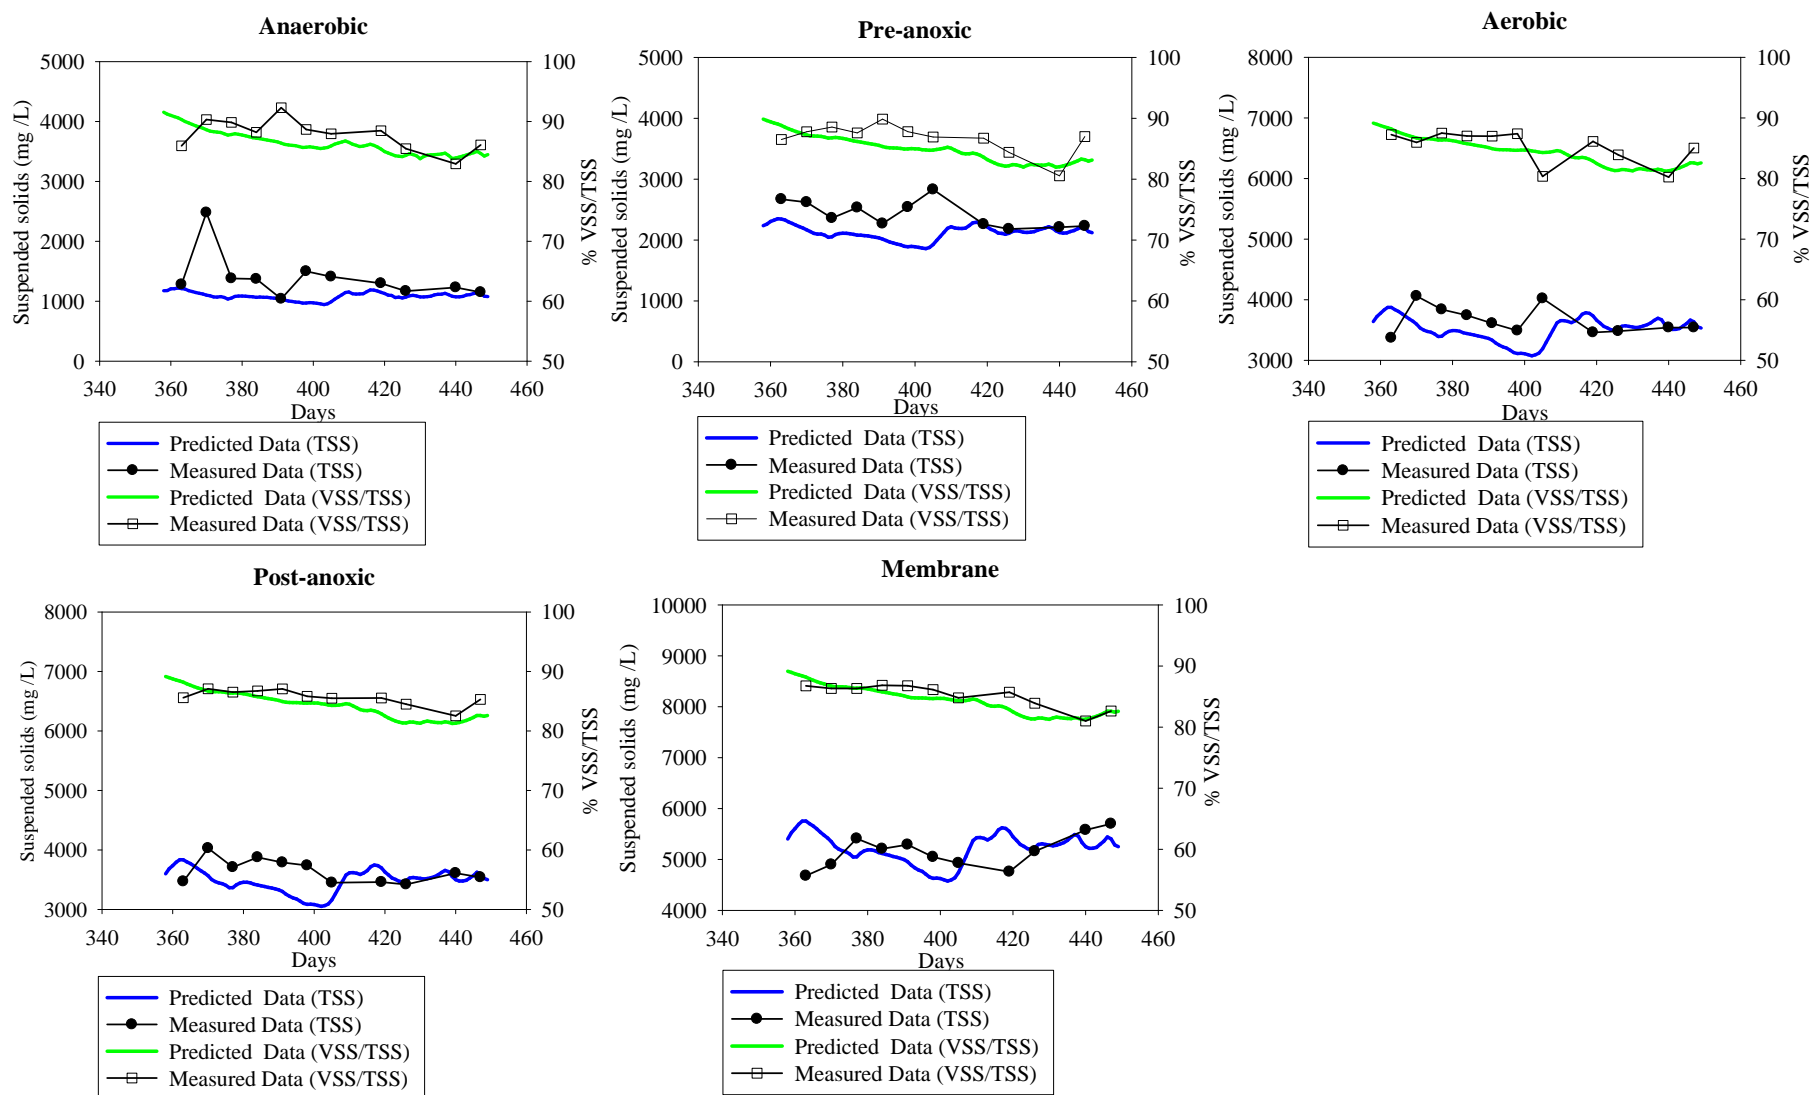 Anaerobic
5000
4000
3000
2000
1000
0
Suspended solids (mg /L)
100
90
80
70
60
50
% VSS/TSS
340 360 380 400 420 440 460
Days
Predicted Data (TSS)
Measured Data (TSS)
Predicted Data (VSS/TSS)
Measured Data (VSS/TSS)
Pre-anoxic
5000
4000
3000
2000
1000
0
Suspended solids (mg /L)
100
90
80
70
60
50
% VSS/TSS
340 360 380 400 420 440 460
Days
Predicted Data (TSS)
Measured Data (TSS)
Predicted Data (VSS/TSS)
Measured Data (VSS/TSS)
Aerobic
8000
7000
6000
5000
4000
3000
Suspended solids (mg /L)
100
90
80
70
60
50
% VSS/TSS
340 360 380 400 420 440 460
Days
Predicted Data (TSS)
Measured Data (TSS)
Predicted Data (VSS/TSS)
Measured Data (VSS/TSS)
Post-anoxic
8000
7000
6000
5000
4000
3000
Suspended solids (mg /L)
100
90
80
70
60
50
% VSS/TSS
340 360 380 400 420 440 460
Days
Predicted Data (TSS)
Measured Data (TSS)
Predicted Data (VSS/TSS)
Measured Data (VSS/TSS)
Membrane
10000
9000
8000
7000
6000
5000
4000
Suspended solids (mg /L)
100
90
80
70
60
50
% VSS/TSS
340 360 380 400 420 440 460
Days
Predicted Data (TSS)
Measured Data (TSS)
Predicted Data (VSS/TSS)
Measured Data (VSS/TSS)